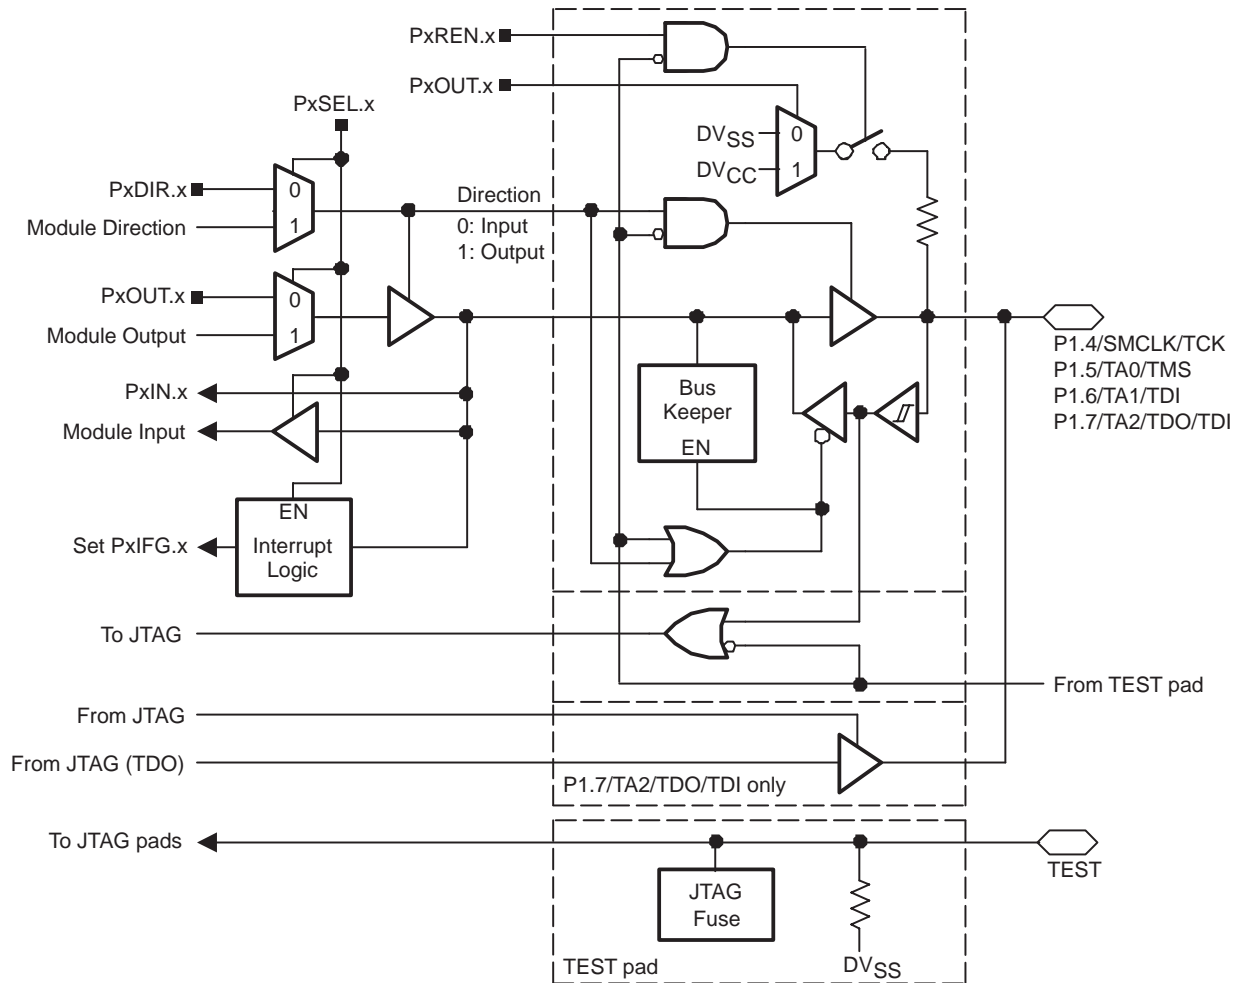 PxREN.x
PxOUT.x
PxSEL.x
DVSS
0
DVCC
1
PxDIR.x
0
Module Direction
1
Direction
0: Input
1: Output
PxOUT.x
0
Module Output
1
P1.4/SMCLK/TCK
P1.5/TA0/TMS
P1.6/TA1/TDI
P1.7/TA2/TDO/TDI
PxIN.x
Module Input
Bus
Keeper
EN
EN
Set PxIFG.x
Interrupt
Logic
To JTAG
From TEST pad
From JTAG
From JTAG (TDO)
P1.7/TA2/TDO/TDI only
To JTAG pads
TEST
JTAG
Fuse
TEST pad
DVSS